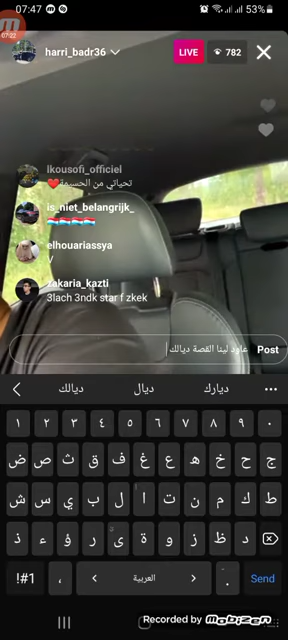 07:47
53%
07:22
harri_badr36
LIVE
782
lkousofi_officiel
تحياتي من الحسيمة❤️
is_niet_belangrijk_
elhouariassya
V
zakaria_kazti
3lach 3ndk star f zkek
عاود لينا القصة ديالك
Post
ديالك ديال ديارك
١ ٢ ٣ ٤ ٥ ٦ ٧ ٨ ٩ ٠
ض ص ث ق ف غ ع ه خ ح ج
ش س ي ب ل ا ت ن م ك ط
ذ ء ؤ ر ى ة و ز ظ د
!#1 ، العربية . Send
Recorded by MOBIZEN